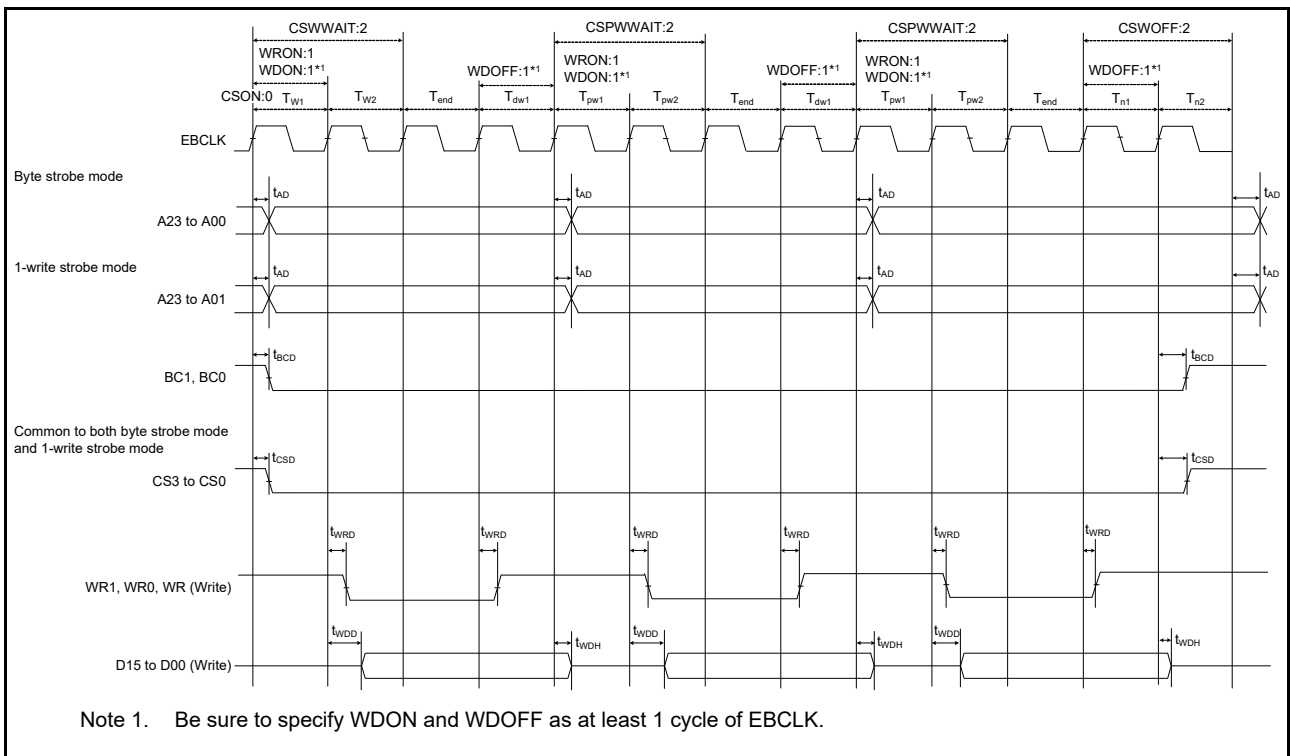 CSWWAIT:2 CSPWWAIT:2 CSPWWAIT:2 CSWOFF:2
WRON:1 WRON:1 WRON:1
WDON:1*1 WDOFF:1*1 WDON:1*1 WDOFF:1*1 WDON:1*1 WDOFF:1*1
CSON:0 TW1 TW2 Tend Tdw1 Tpw1 Tpw2 Tend Tdw1 Tpw1 Tpw2 Tend Tn1 Tn2
EBCLK
Byte strobe mode
tAD tAD tAD tAD
A23 to A00
1-write strobe mode
tAD tAD tAD tAD
A23 to A01
tBCD tBCD
BC1, BC0
Common to both byte strobe mode
and 1-write strobe mode
tCSD tCSD
CS3 to CS0
tWRD tWRD tWRD tWRD tWRD tWRD
WR1, WR0, WR (Write)
tWDD tWDH tWDD tWDH tWDD tWDH
D15 to D00 (Write)
Note 1. Be sure to specify WDON and WDOFF as at least 1 cycle of EBCLK.